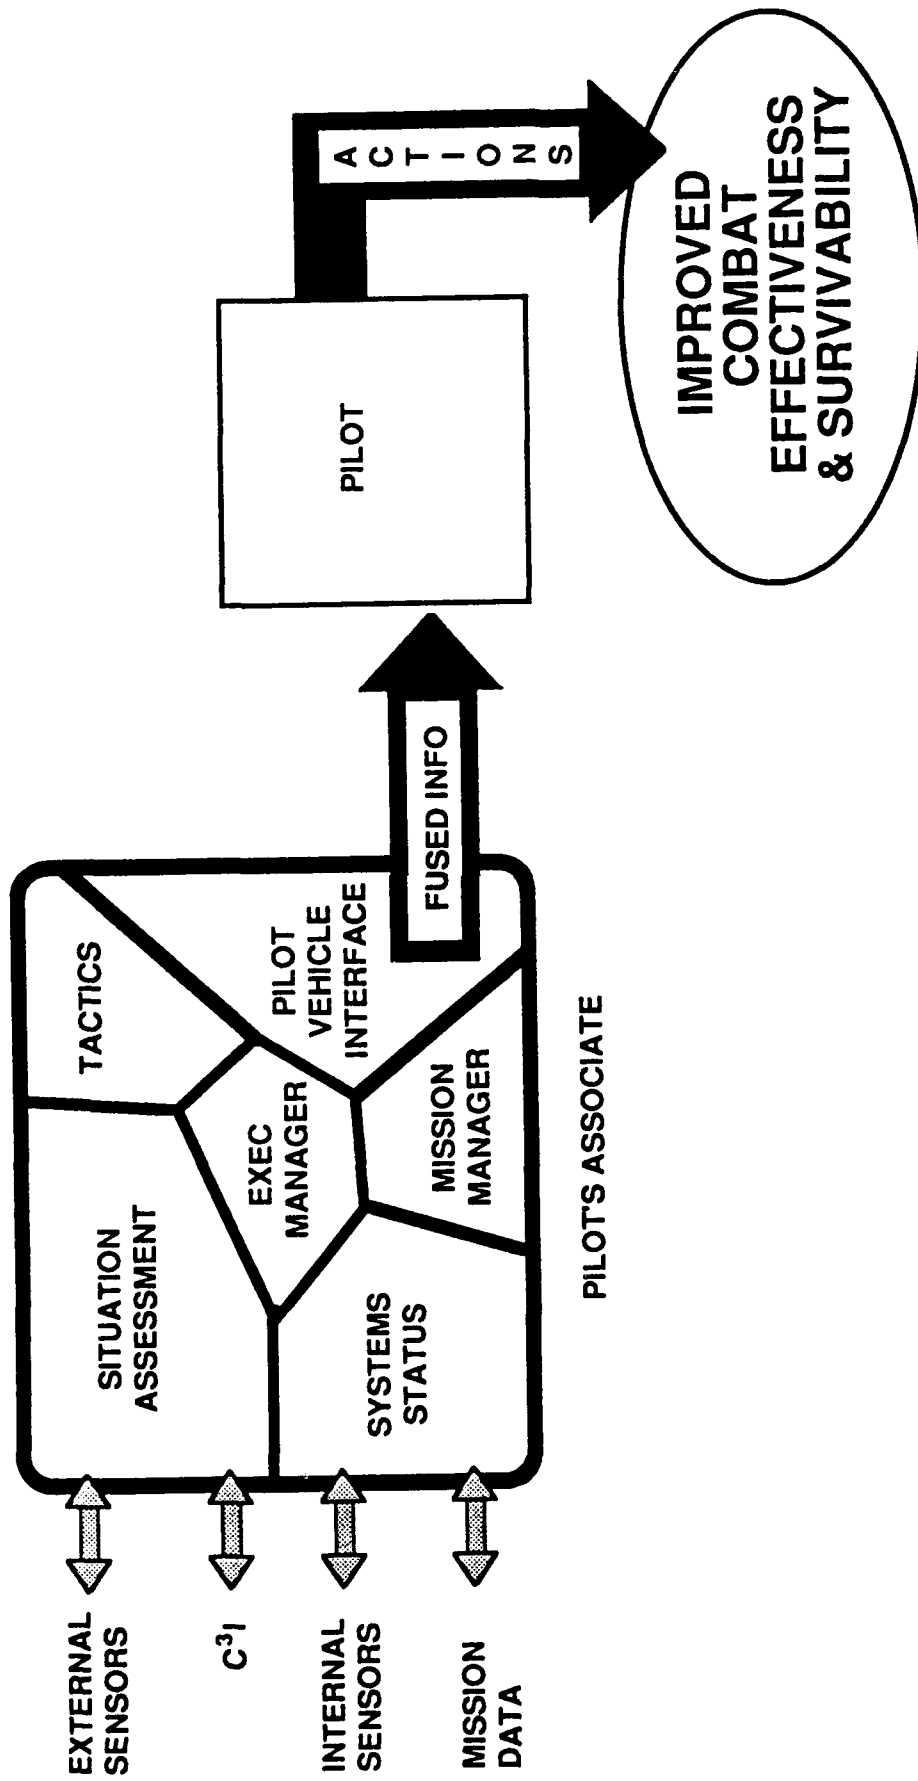 EXTERNAL
SENSORS
C³I
INTERNAL
SENSORS
MISSION
DATA
SITUATION
ASSESSMENT
TACTICS
EXEC
MANAGER
PILOT
VEHICLE
INTERFACE
SYSTEMS
STATUS
MISSION
MANAGER
PILOT'S ASSOCIATE
FUSED INFO
PILOT
ACTIONS
IMPROVED
COMBAT
EFFECTIVENESS
& SURVIVABILITY